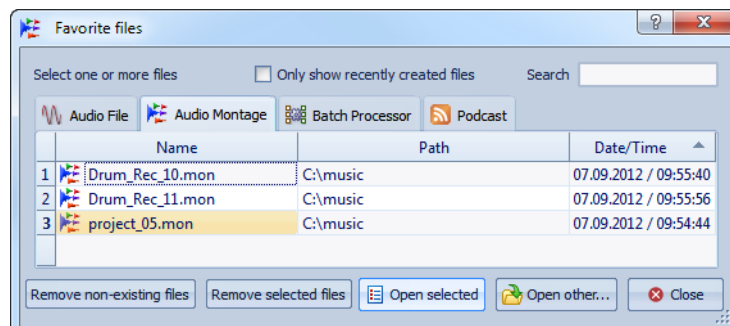 Favorite files
?
Select one or more files Only show recently created files Search
Audio File Audio Montage Batch Processor Podcast
Name Path Date/Time
1 Drum_Rec_10.mon C:\music 07.09.2012 / 09:55:40
2 Drum_Rec_11.mon C:\music 07.09.2012 / 09:55:56
3 project_05.mon C:\music 07.09.2012 / 09:54:44
Remove non-existing files Remove selected files Open selected Open other... Close